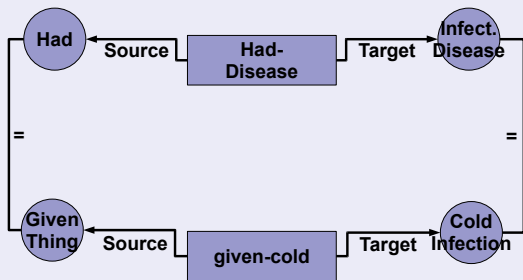 Had
Source
Had-
Disease
Target
Infect.
Disease
=
=
Given
Thing
Source
given-cold
Target
Cold
Infection